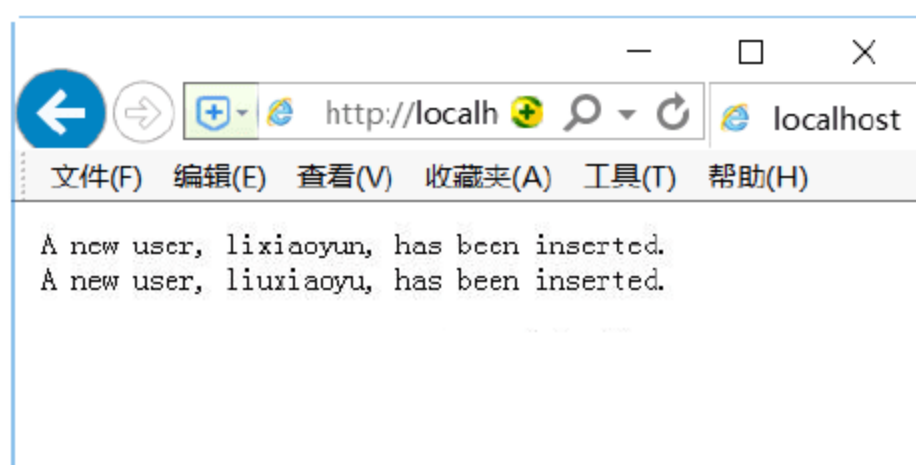 http://localh
localhost
文件(F) 编辑(E) 查看(V) 收藏夹(A) 工具(T) 帮助(H)
A new user, lixiaoyun, has been inserted.
A new user, liuxiaoyu, has been inserted.